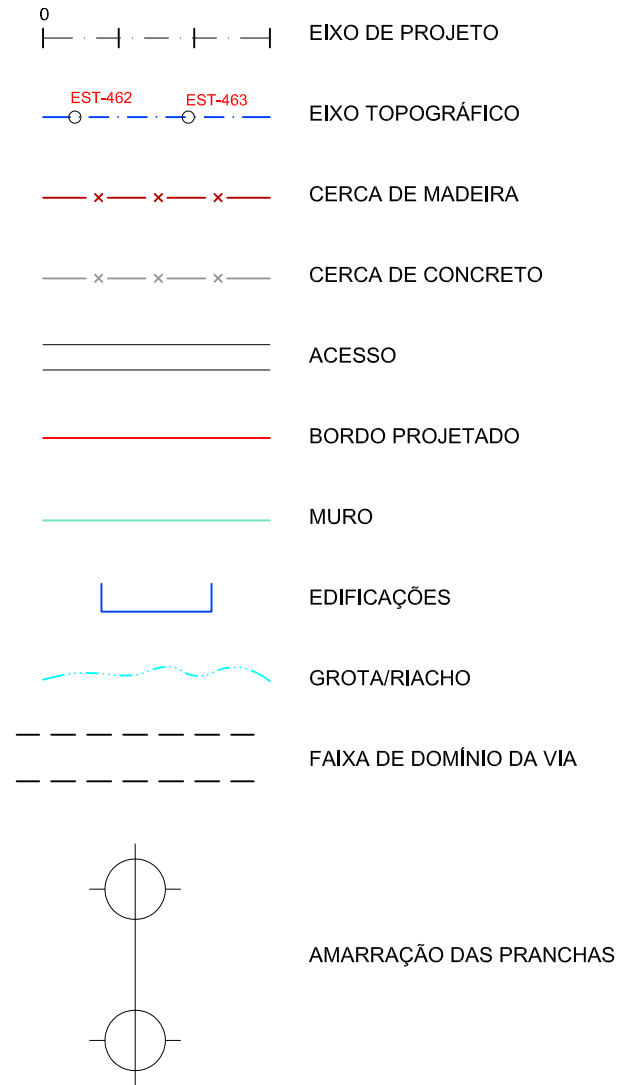 0
EIXO DE PROJETO
EST-462
EST-463
EIXO TOPOGRÁFICO
CERCA DE MADEIRA
CERCA DE CONCRETO
ACESSO
BORDO PROJETADO
MURO
EDIFICAÇÕES
GROTA/RIACHO
FAIXA DE DOMÍNIO DA VIA
AMARRAÇÃO DAS PRANCHAS